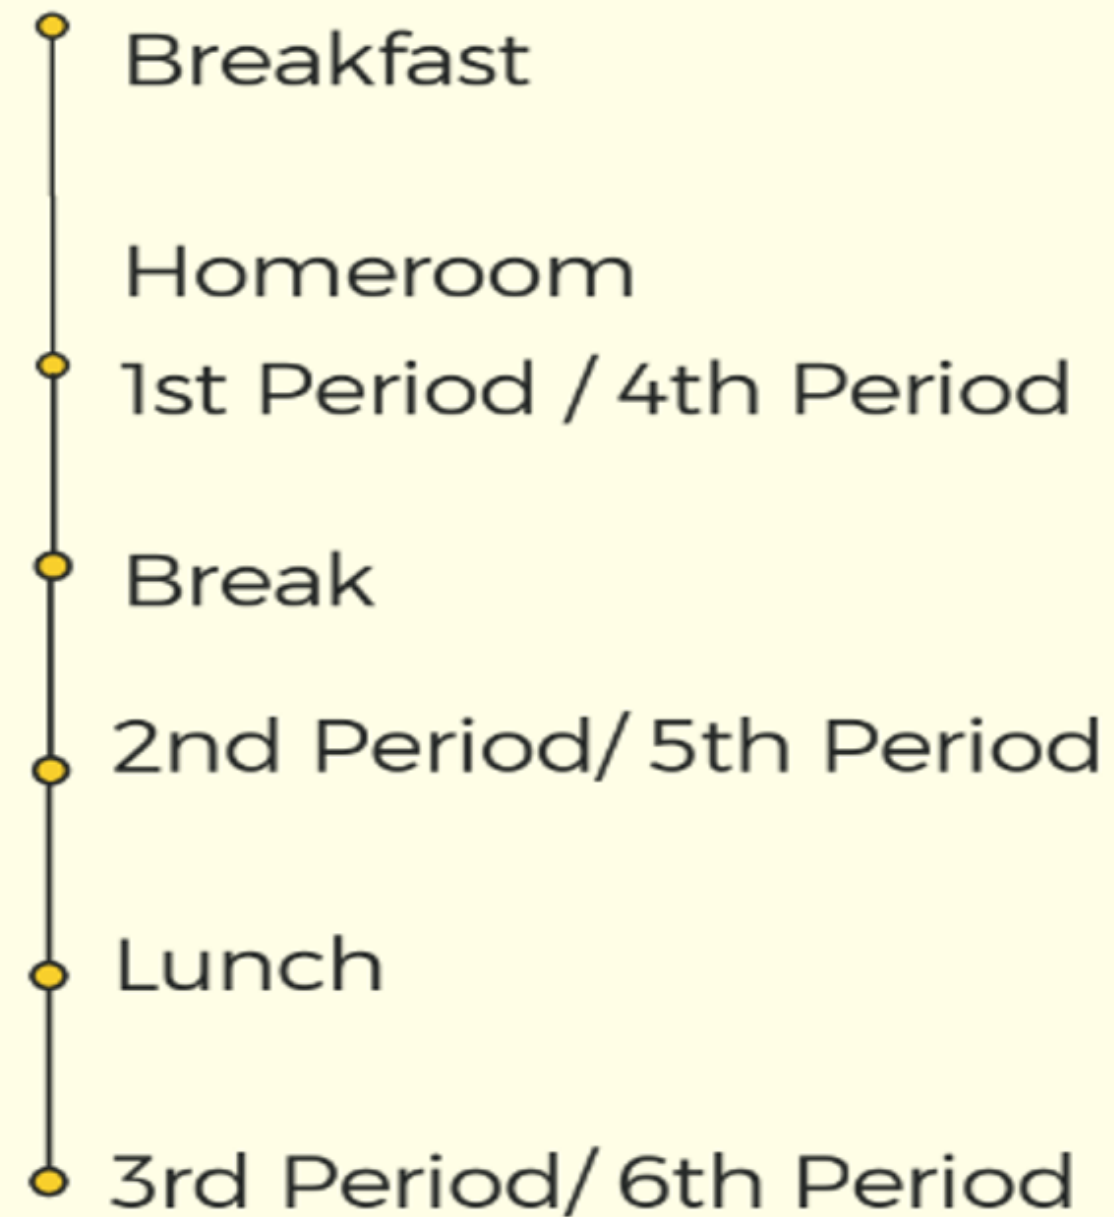 Breakfast
Homeroom
1st Period / 4th Period
Break
2nd Period/ 5th Period
Lunch
3rd Period/ 6th Period